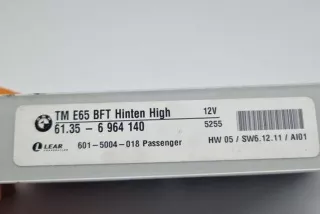 TM E65 BFT Hinten High 12V
61.35 - 6 964 140 5255
LEAR
601-5004-018 Passenger
HW 05 / SW6.12.11 / AI01